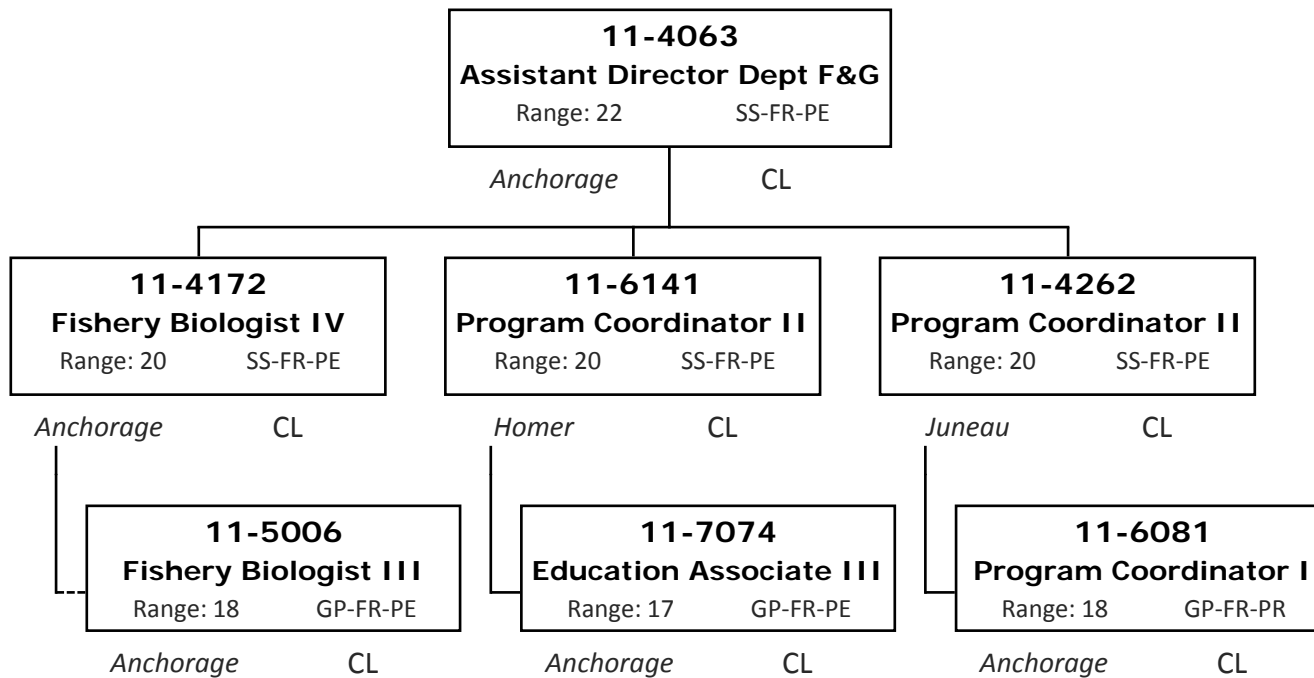 11-4063
Assistant Director Dept F&G
Range: 22 SS-FR-PE
Anchorage CL
11-4172
Fishery Biologist IV
Range: 20 SS-FR-PE
Anchorage CL
11-6141
Program Coordinator II
Range: 20 SS-FR-PE
Homer CL
11-4262
Program Coordinator II
Range: 20 SS-FR-PE
Juneau CL
11-5006
Fishery Biologist III
Range: 18 GP-FR-PE
Anchorage CL
11-7074
Education Associate III
Range: 17 GP-FR-PE
Anchorage CL
11-6081
Program Coordinator I
Range: 18 GP-FR-PR
Anchorage CL